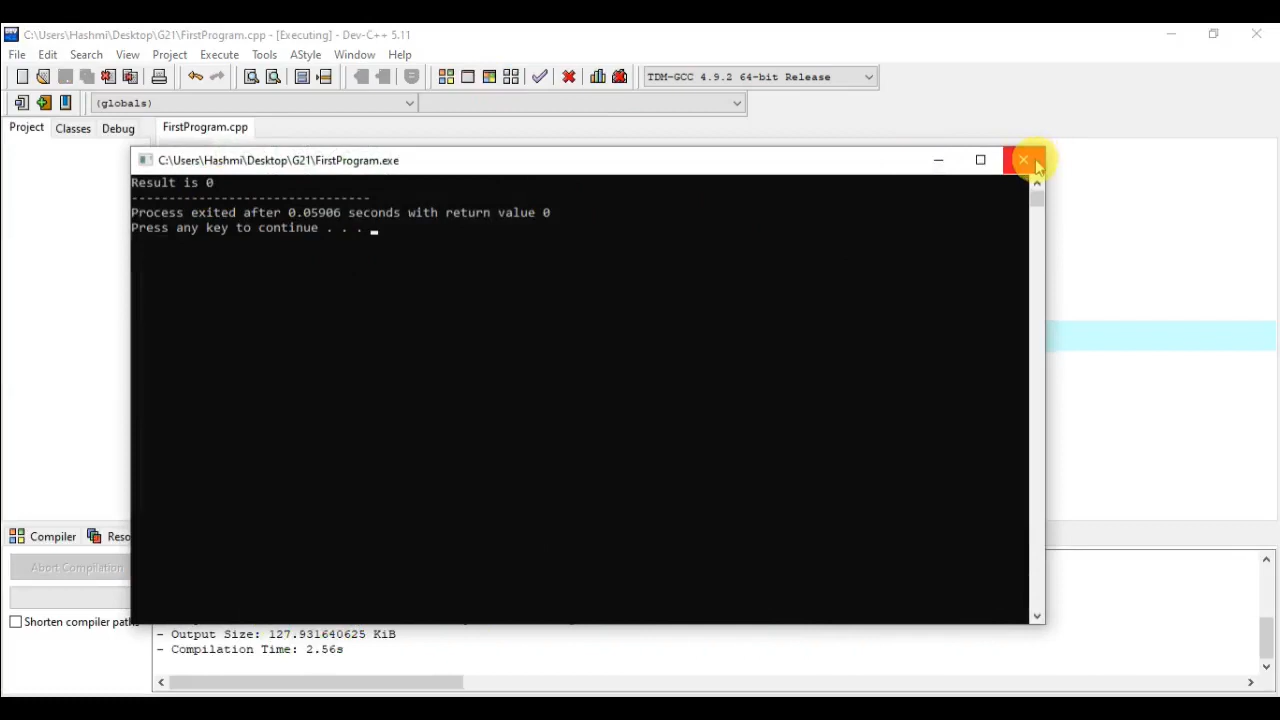 C:\Users\Hashmi\Desktop\G21\FirstProgram.cpp - [Executing] - Dev-C++ 5.11
File Edit Search View Project Execute Tools AStyle Window Help
TDM-GCC 4.9.2 64-bit Release
(globals)
Project Classes Debug FirstProgram.cpp
C:\Users\Hashmi\Desktop\G21\FirstProgram.exe
Result is 0
--------------------------------
Process exited after 0.05906 seconds with return value 0
Press any key to continue . . .
Compiler Reso
Abort Compilation
Shorten compiler paths
- Output Size: 127.931640625 KiB
- Compilation Time: 2.56s